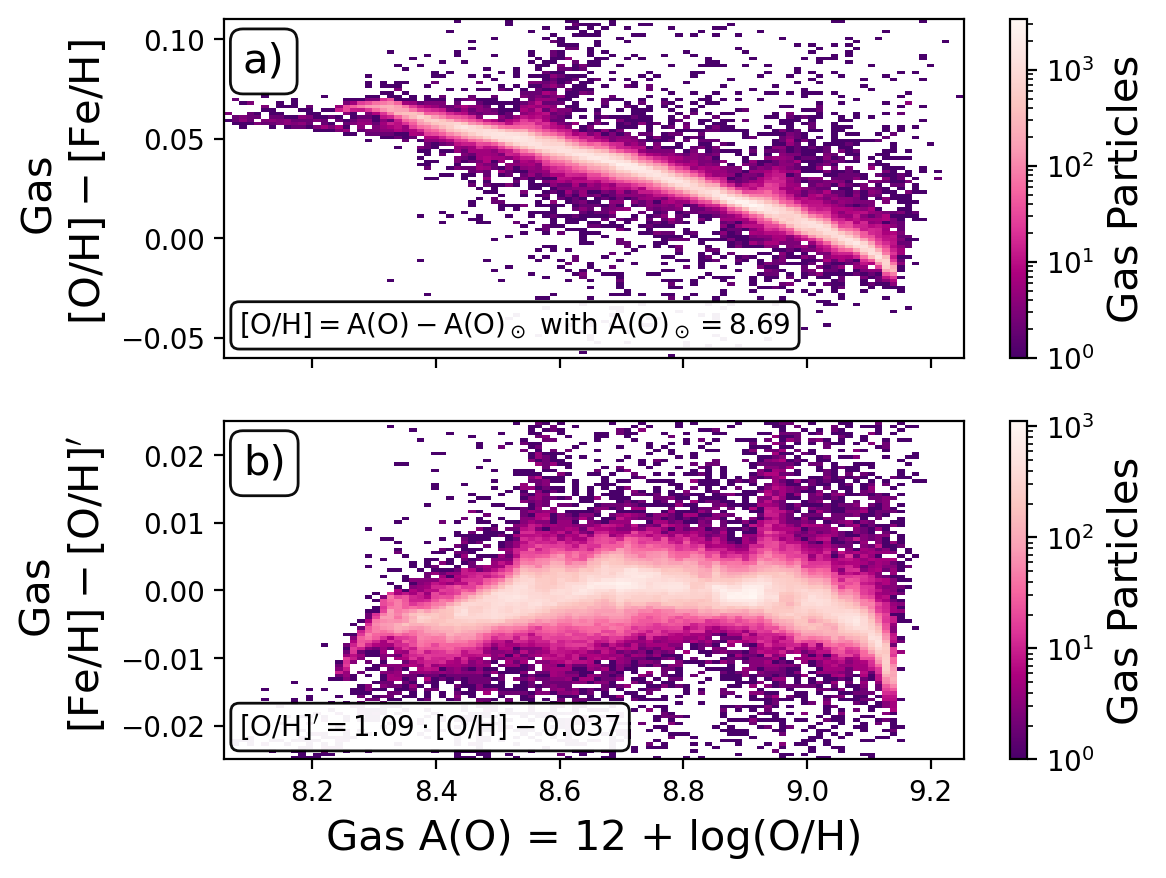 a)
Gas
[O/H] − [Fe/H]
0.10
0.05
0.00
−0.05
[O/H] = A(O) − A(O)⊙ with A(O)⊙ = 8.69
10³
10²
10¹
10⁰
Gas Particles
b)
Gas
[Fe/H] − [O/H]′
0.02
0.01
0.00
−0.01
−0.02
[O/H]′ = 1.09 · [O/H] − 0.037
10³
10²
10¹
10⁰
Gas Particles
8.2 8.4 8.6 8.8 9.0 9.2
Gas A(O) = 12 + log(O/H)